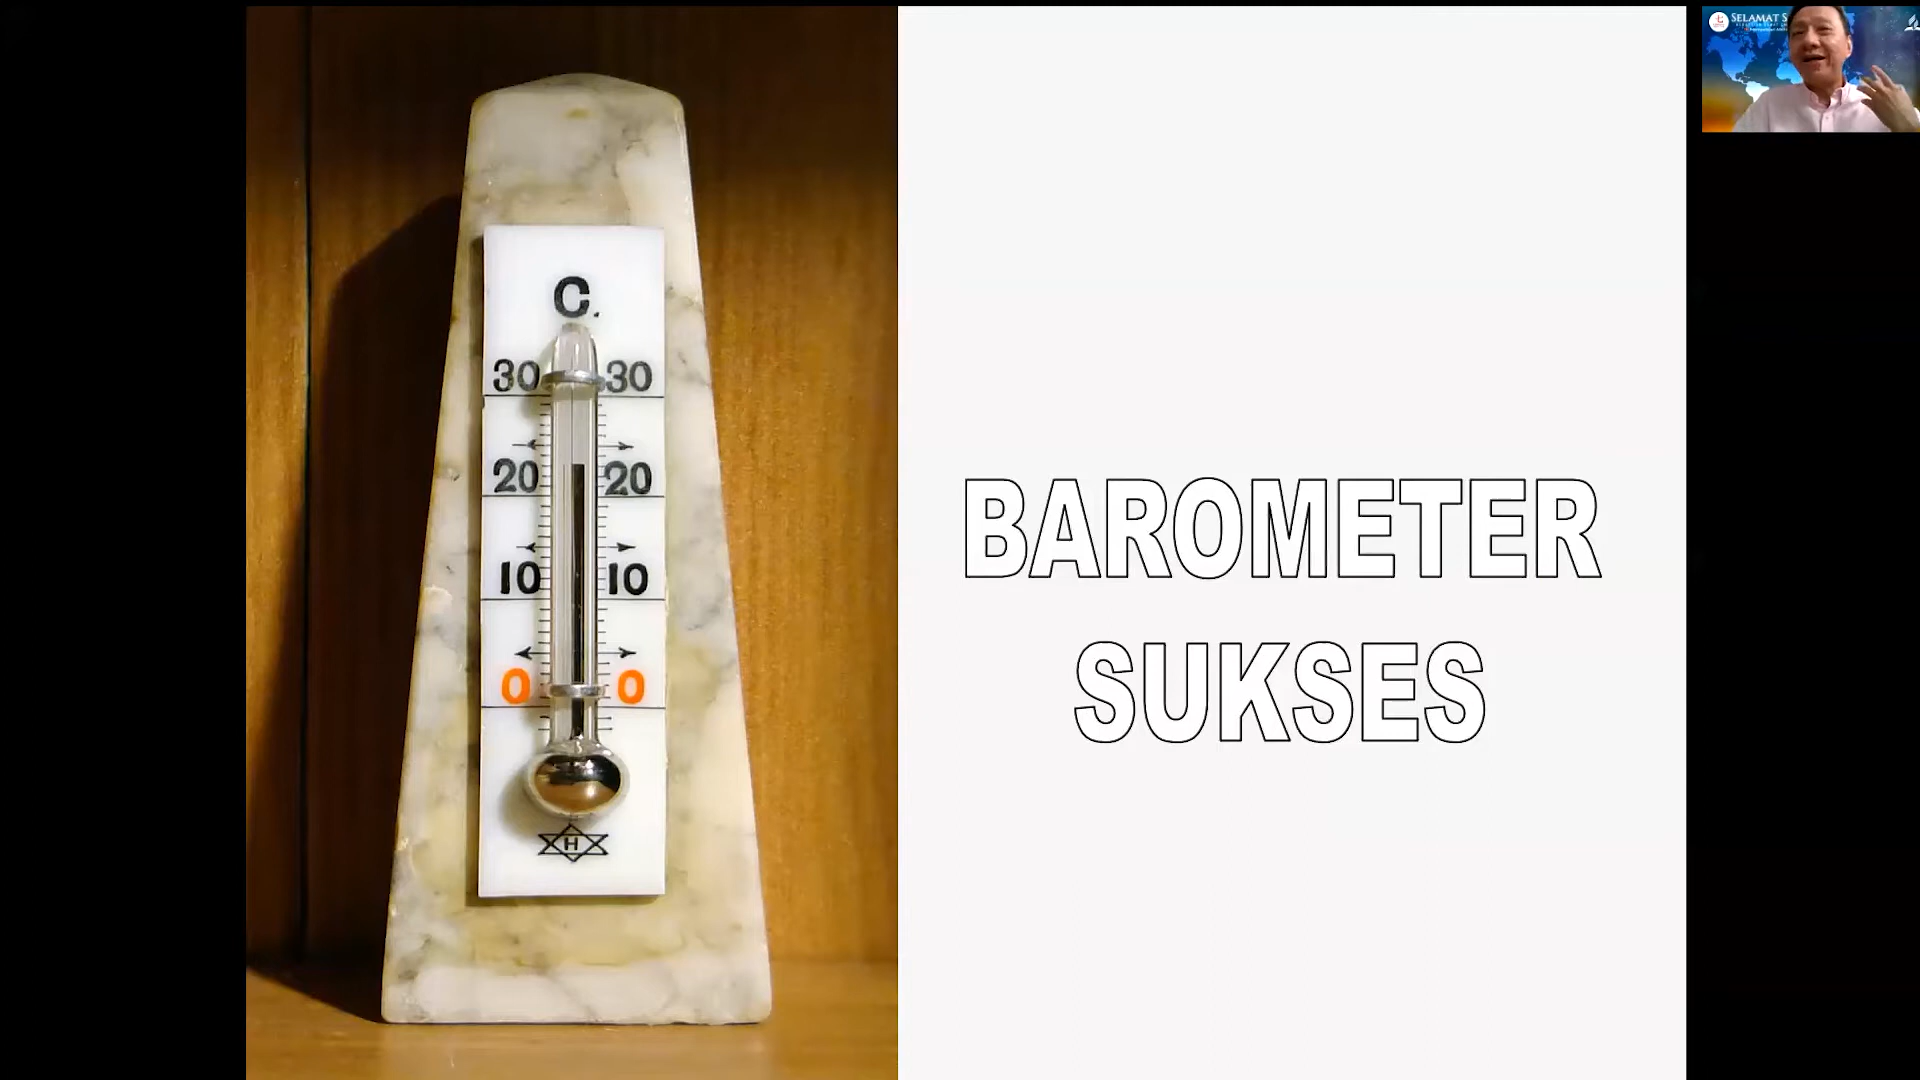 C.
30 30
20 20
10 10
0 0
H
BAROMETER
SUKSES
SELAMAT S